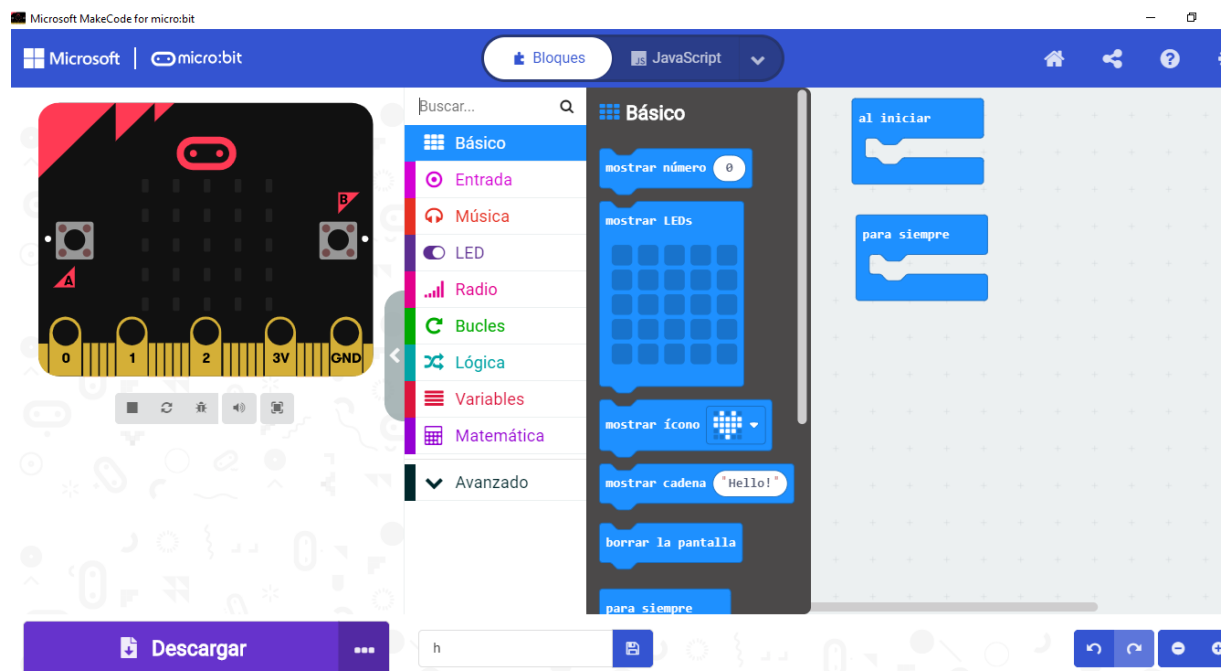 Microsoft MakeCode for micro:bit
Microsoft
micro:bit
Bloques
JS JavaScript
B
A
0 1 2 3V GND
Buscar...
Básico
Entrada
Música
LED
Radio
Bucles
Lógica
Variables
Matemática
Avanzado
Básico
mostrar número 0
mostrar LEDs
mostrar ícono
mostrar cadena "Hello!"
borrar la pantalla
para siempre
al iniciar
para siempre
Descargar
h